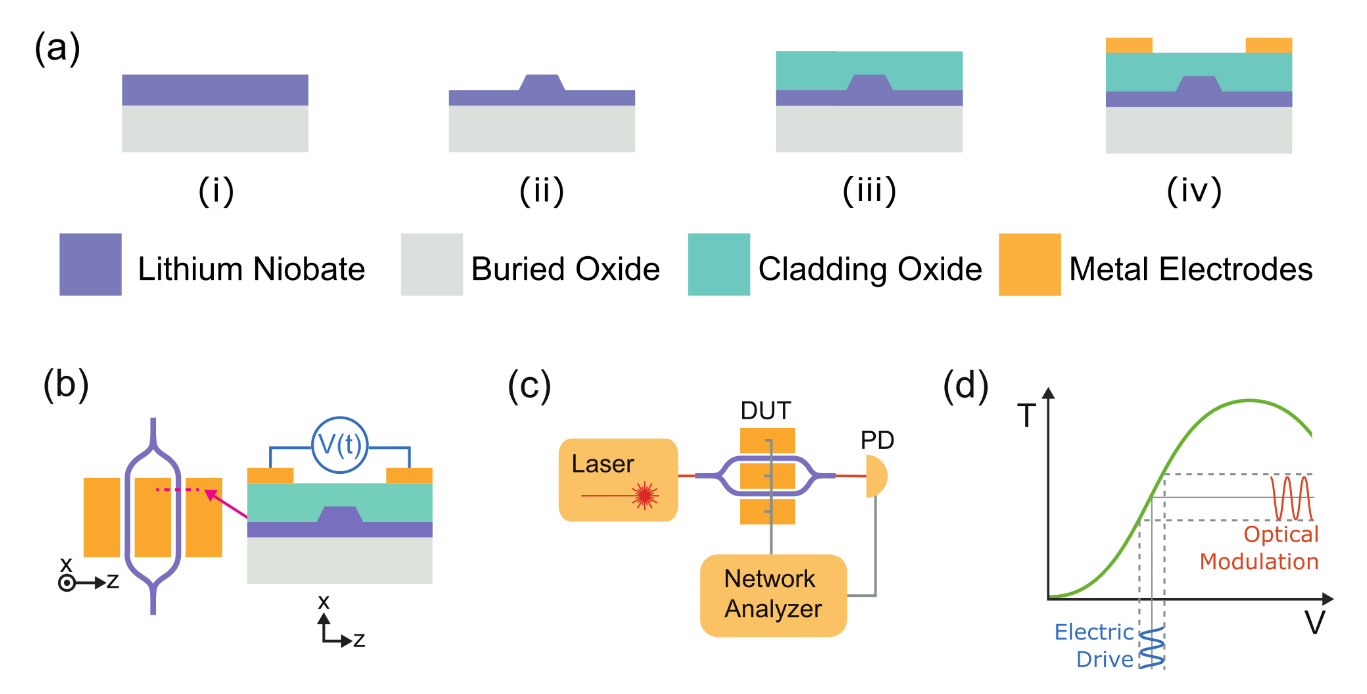 (a)
(i)
(ii)
(iii)
(iv)
Lithium Niobate
Buried Oxide
Cladding Oxide
Metal Electrodes
(b)
V(t)
x
z
x
z
(c)
DUT
PD
Laser
Network
Analyzer
(d)
T
Optical
Modulation
V
Electric
Drive